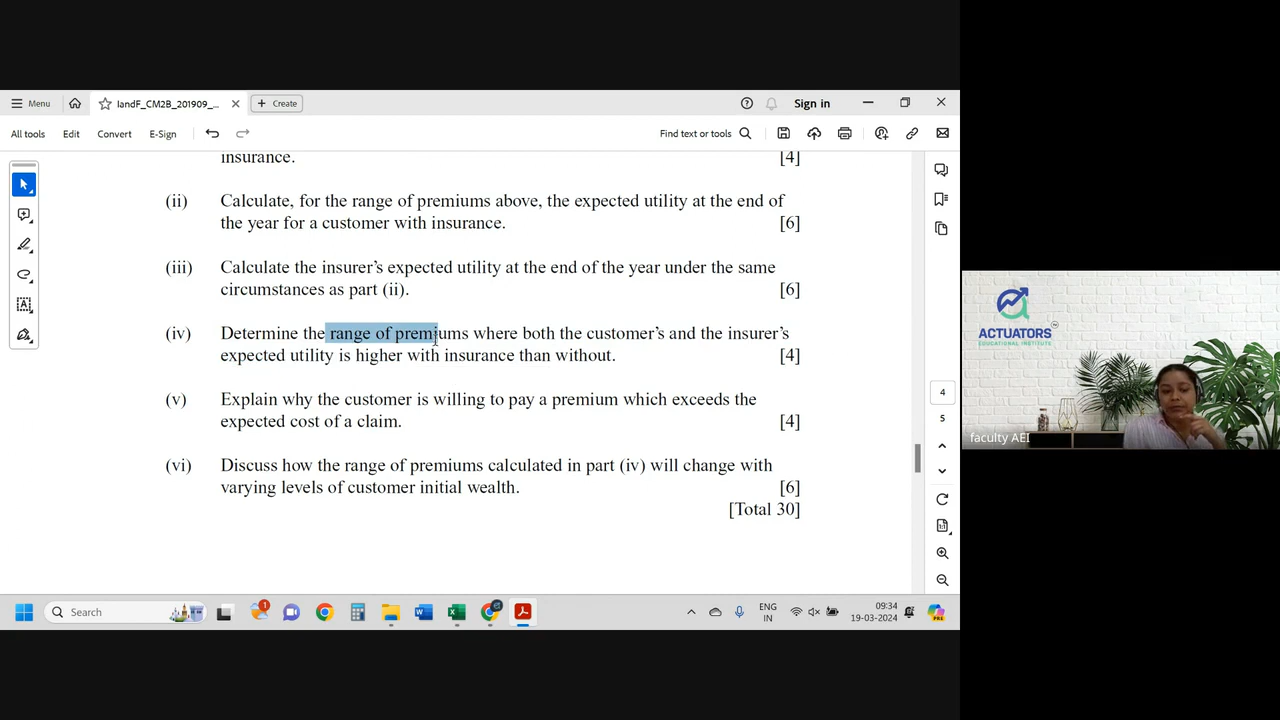 Menu
IandF_CM2B_201909_...
Create
Sign in
All tools
Edit
Convert
E-Sign
Find text or tools
insurance. [4]
(ii) Calculate, for the range of premiums above, the expected utility at the end of
the year for a customer with insurance. [6]
(iii) Calculate the insurer's expected utility at the end of the year under the same
circumstances as part (ii). [6]
(iv) Determine the range of premiums where both the customer's and the insurer's
expected utility is higher with insurance than without. [4]
(v) Explain why the customer is willing to pay a premium which exceeds the
expected cost of a claim. [4]
(vi) Discuss how the range of premiums calculated in part (iv) will change with
varying levels of customer initial wealth. [6]
[Total 30]
4
5
ACTUATORS
EDUCATIONAL INSTITUTE
faculty AEI
Search
1
ENG
IN
09:34
19-03-2024